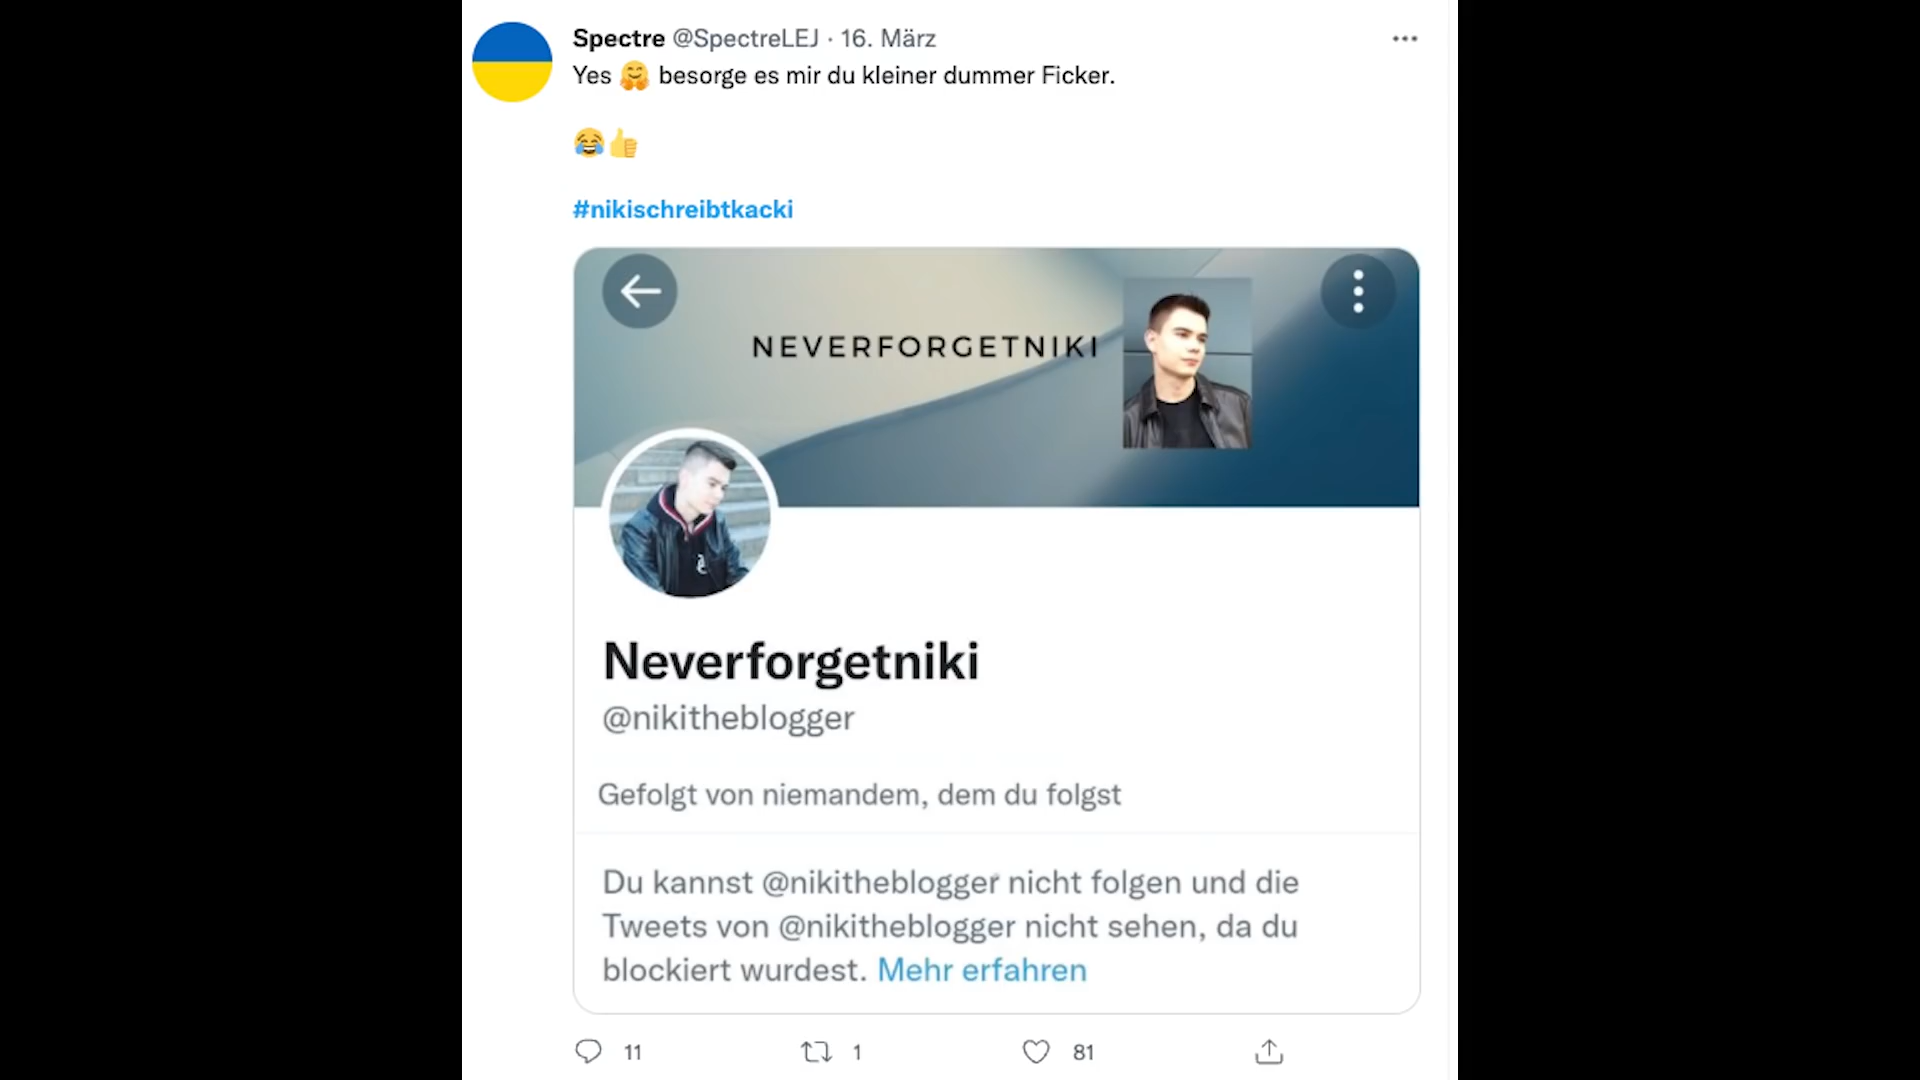 Spectre @SpectreLEJ · 16. März
Yes 🤗 besorge es mir du kleiner dummer Ficker.
😂👍
#nikischreibtkacki
NEVERFORGETNIKI
Neverforgetniki
@nikitheblogger
Gefolgt von niemandem, dem du folgst
Du kannst @nikitheblogger nicht folgen und die
Tweets von @nikitheblogger nicht sehen, da du
blockiert wurdest. Mehr erfahren
11 1 81